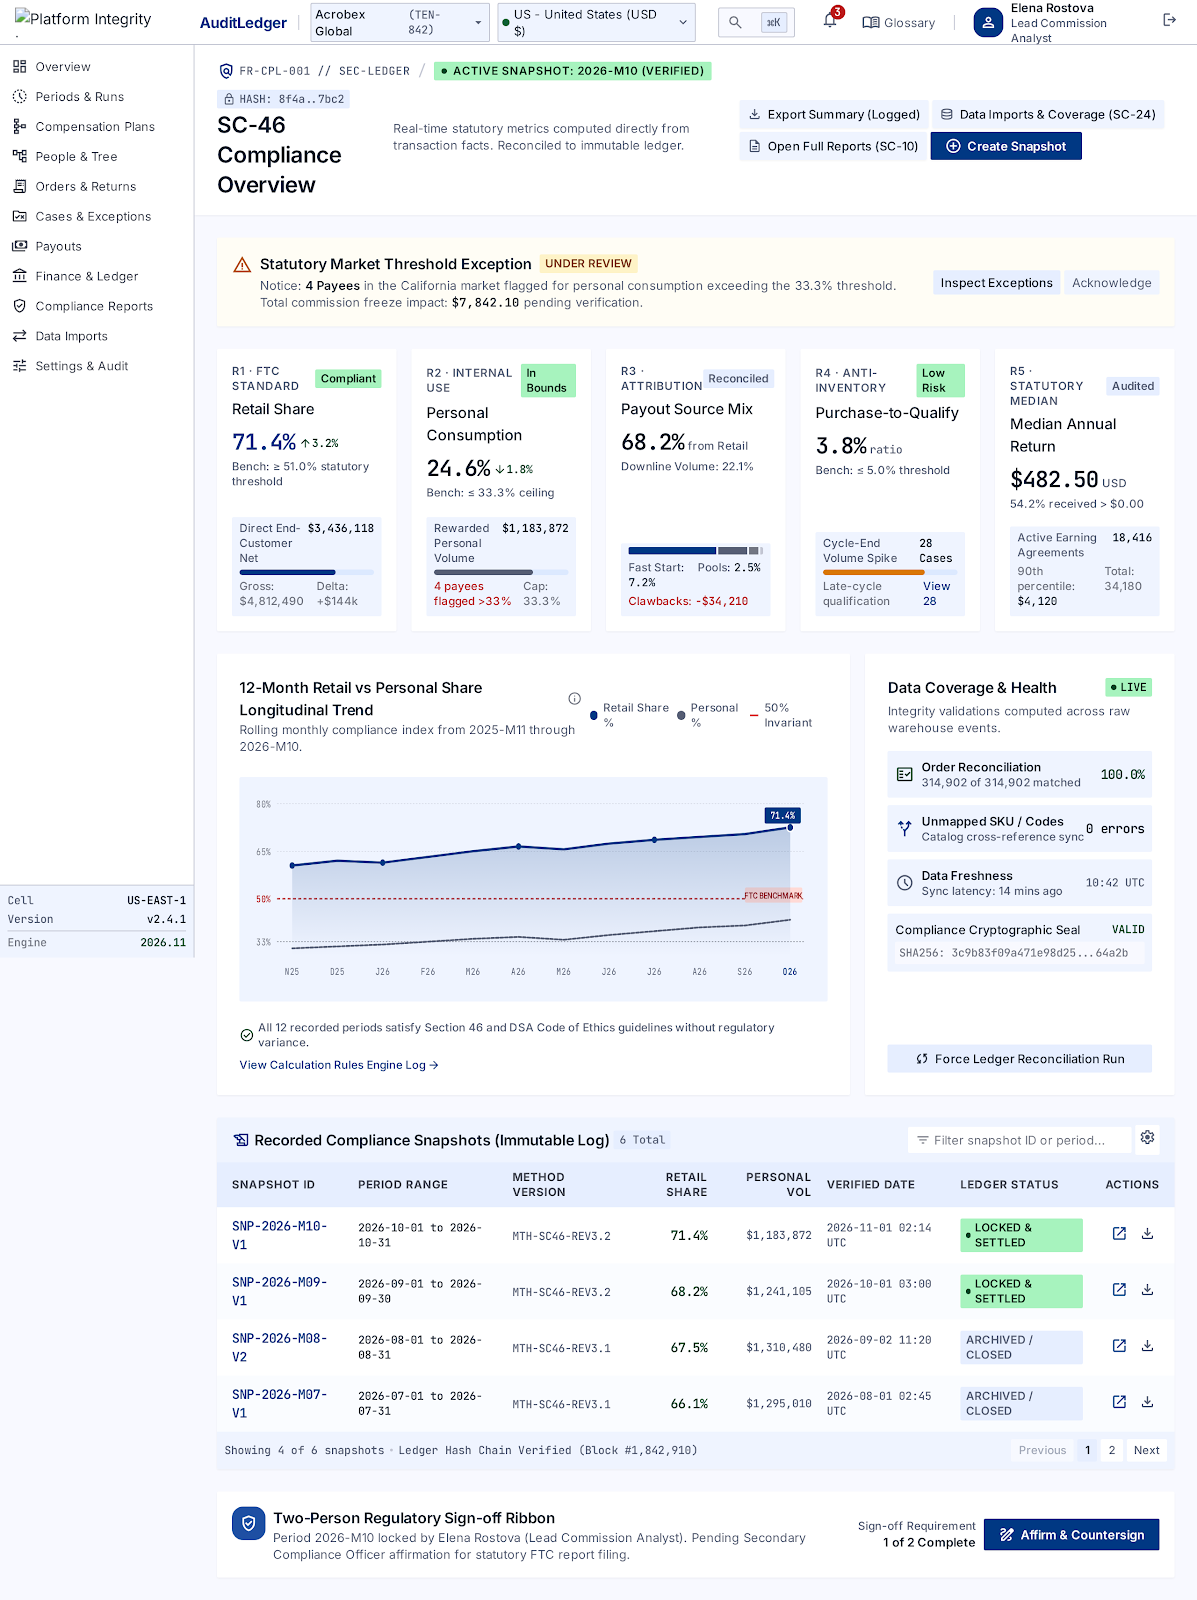 Platform Integrity
AuditLedger
Acrobex Global
(TEN-842)
US - United States (USD $)
⌘K
3
Glossary
Elena Rostova
Lead Commission Analyst
Overview
Periods & Runs
Compensation Plans
People & Tree
Orders & Returns
Cases & Exceptions
Payouts
Finance & Ledger
Compliance Reports
Data Imports
Settings & Audit
Cell US-EAST-1
Version v2.4.1
Engine 2026.11
FR-CPL-001 // SEC-LEDGER / ACTIVE SNAPSHOT: 2026-M10 (VERIFIED)
HASH: 8f4a..7bc2
SC-46
Compliance
Overview
Real-time statutory metrics computed directly from
transaction facts. Reconciled to immutable ledger.
Export Summary (Logged)
Data Imports & Coverage (SC-24)
Open Full Reports (SC-10)
Create Snapshot
Statutory Market Threshold Exception UNDER REVIEW
Notice: 4 Payees in the California market flagged for personal consumption exceeding the 33.3% threshold.
Total commission freeze impact: $7,842.10 pending verification.
Inspect Exceptions
Acknowledge
R1 · FTC
STANDARD
Compliant
Retail Share
71.4% ↑3.2%
Bench: ≥ 51.0% statutory
threshold
Direct End-
Customer
Net
$3,436,118
Gross:
$4,812,490
Delta:
+$144k
R2 · INTERNAL
USE
In
Bounds
Personal
Consumption
24.6% ↓1.8%
Bench: ≤ 33.3% ceiling
Rewarded
Personal
Volume
$1,183,872
4 payees
flagged >33%
Cap:
33.3%
R3 ·
ATTRIBUTION
Reconciled
Payout Source Mix
68.2% from Retail
Downline Volume: 22.1%
Fast Start:
7.2%
Pools: 2.5%
Clawbacks: -$34,210
R4 · ANTI-
INVENTORY
Low
Risk
Purchase-to-Qualify
3.8% ratio
Bench: ≤ 5.0% threshold
Cycle-End
Volume Spike
28
Cases
Late-cycle
qualification
View
28
R5 ·
STATUTORY
MEDIAN
Audited
Median Annual
Return
$482.50 USD
54.2% received > $0.00
Active Earning
Agreements
18,416
90th
percentile:
$4,120
Total:
34,180
12-Month Retail vs Personal Share
Longitudinal Trend
Rolling monthly compliance index from 2025-M11 through
2026-M10.
Retail Share
%
Personal
%
50%
Invariant
80%
65%
50%
33%
71.4%
FTC BENCHMARK
N25 D25 J26 F26 M26 A26 M26 J26 J26 A26 S26 O26
All 12 recorded periods satisfy Section 46 and DSA Code of Ethics guidelines without regulatory
variance.
View Calculation Rules Engine Log →
Data Coverage & Health
LIVE
Integrity validations computed across raw
warehouse events.
Order Reconciliation
314,902 of 314,902 matched
100.0%
Unmapped SKU / Codes
Catalog cross-reference sync
0 errors
Data Freshness
Sync latency: 14 mins ago
10:42 UTC
Compliance Cryptographic Seal
VALID
SHA256: 3c9b83f09a471e98d25...64a2b
Force Ledger Reconciliation Run
Recorded Compliance Snapshots (Immutable Log) 6 Total
Filter snapshot ID or period...
SNAPSHOT ID PERIOD RANGE METHOD VERSION RETAIL SHARE PERSONAL VOL VERIFIED DATE LEDGER STATUS ACTIONS
SNP-2026-M10-V1 2026-10-01 to 2026-10-31 MTH-SC46-REV3.2 71.4% $1,183,872 2026-11-01 02:14 UTC LOCKED & SETTLED
SNP-2026-M09-V1 2026-09-01 to 2026-09-30 MTH-SC46-REV3.2 68.2% $1,241,105 2026-10-01 03:00 UTC LOCKED & SETTLED
SNP-2026-M08-V2 2026-08-01 to 2026-08-31 MTH-SC46-REV3.1 67.5% $1,310,480 2026-09-02 11:20 UTC ARCHIVED / CLOSED
SNP-2026-M07-V1 2026-07-01 to 2026-07-31 MTH-SC46-REV3.1 66.1% $1,295,010 2026-08-01 02:45 UTC ARCHIVED / CLOSED
Showing 4 of 6 snapshots · Ledger Hash Chain Verified (Block #1,842,910)
Previous 1 2 Next
Two-Person Regulatory Sign-off Ribbon
Period 2026-M10 locked by Elena Rostova (Lead Commission Analyst). Pending Secondary
Compliance Officer affirmation for statutory FTC report filing.
Sign-off Requirement
1 of 2 Complete
Affirm & Countersign